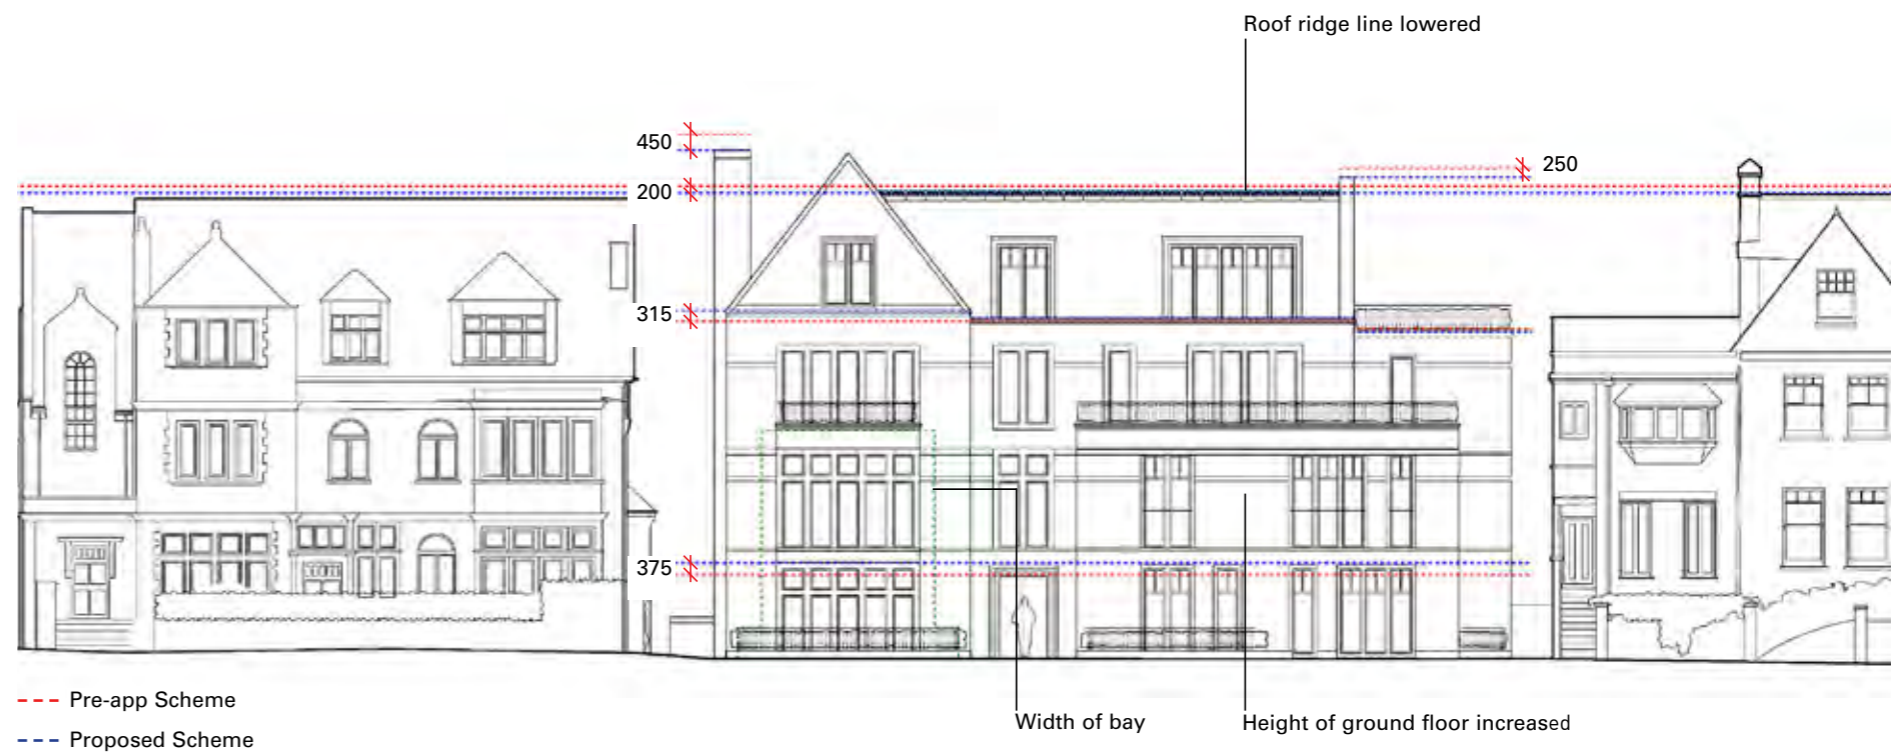 Roof ridge line lowered
450
250
200
315
375
Pre-app Scheme
Width of bay
Height of ground floor increased
Proposed Scheme